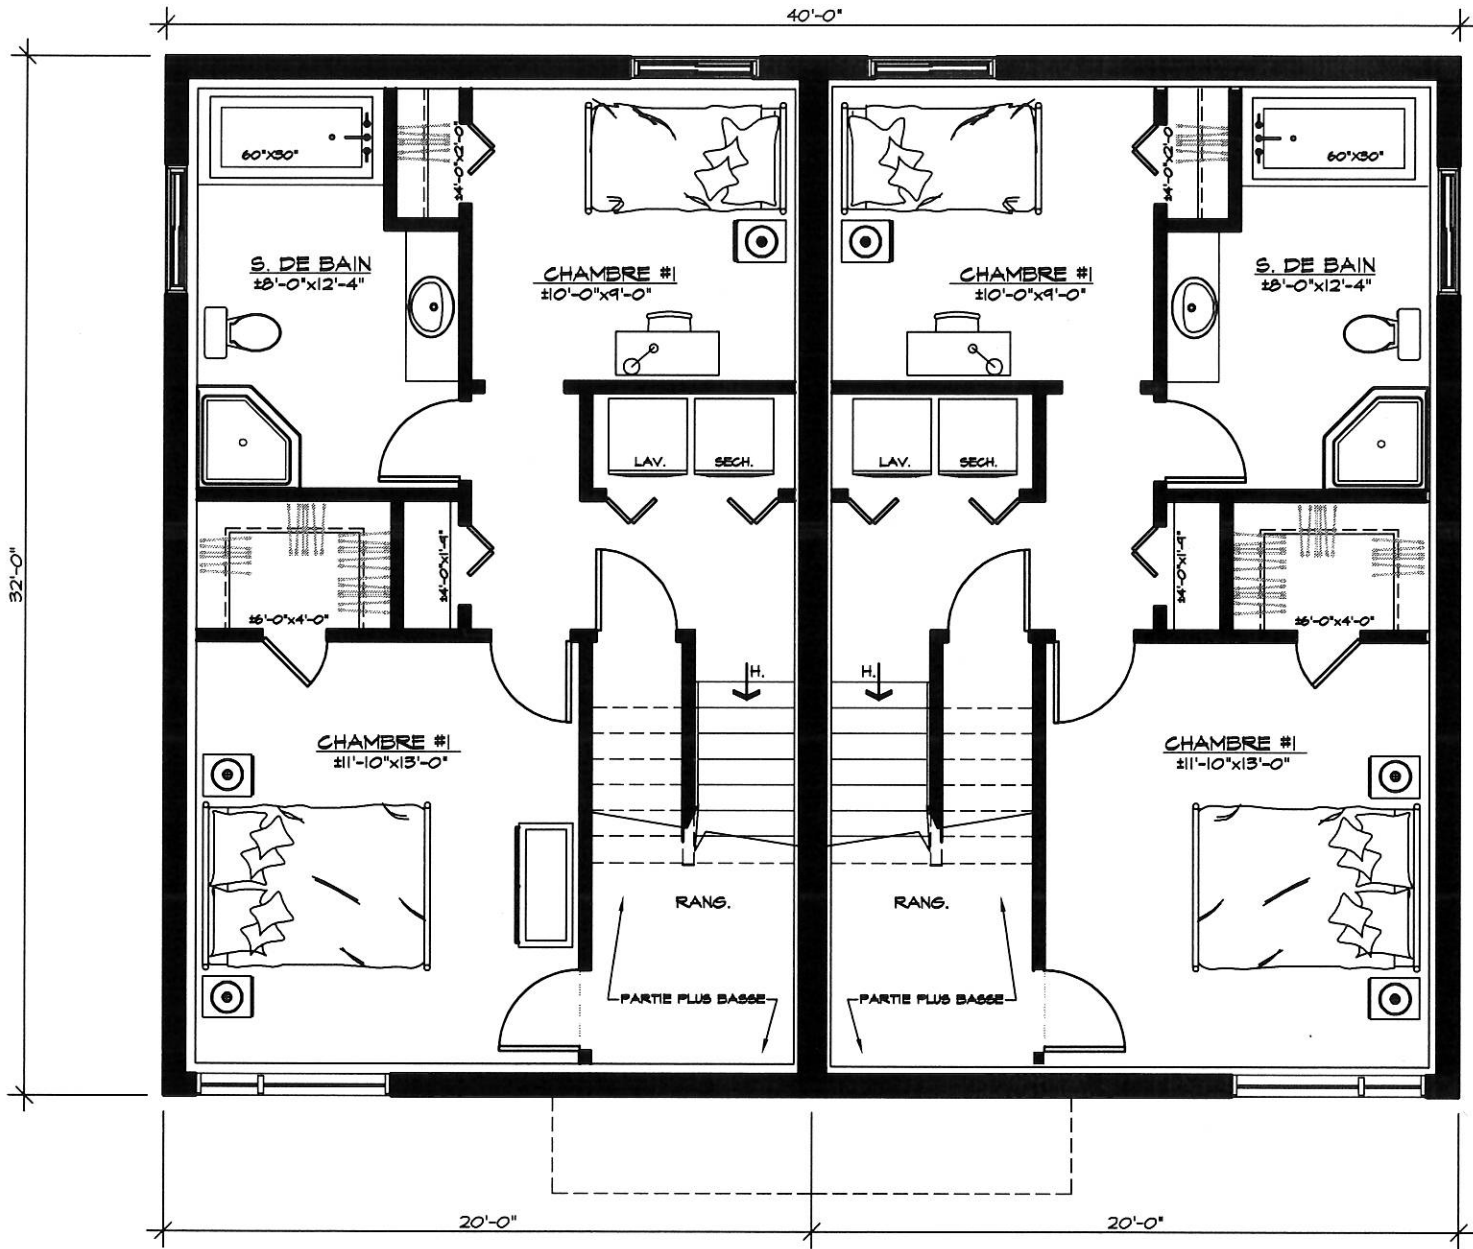 40'-0"
60"x30"
±4'-0"x2'-0"
±4'-0"x2'-0"
60"x30"
S. DE BAIN
±8'-0"x12'-4"
CHAMBRE #1
±10'-0"x9'-0"
CHAMBRE #1
±10'-0"x9'-0"
S. DE BAIN
±8'-0"x12'-4"
LAV.
SECH.
LAV.
SECH.
32'-0"
±4'-0"x1'-4"
±4'-0"x1'-4"
±6'-0"x4'-0"
±6'-0"x4'-0"
H.
H.
CHAMBRE #1
±11'-10"x13'-0"
CHAMBRE #1
±11'-10"x13'-0"
RANG.
RANG.
PARTIE PLUS BASSE
PARTIE PLUS BASSE
20'-0"
20'-0"